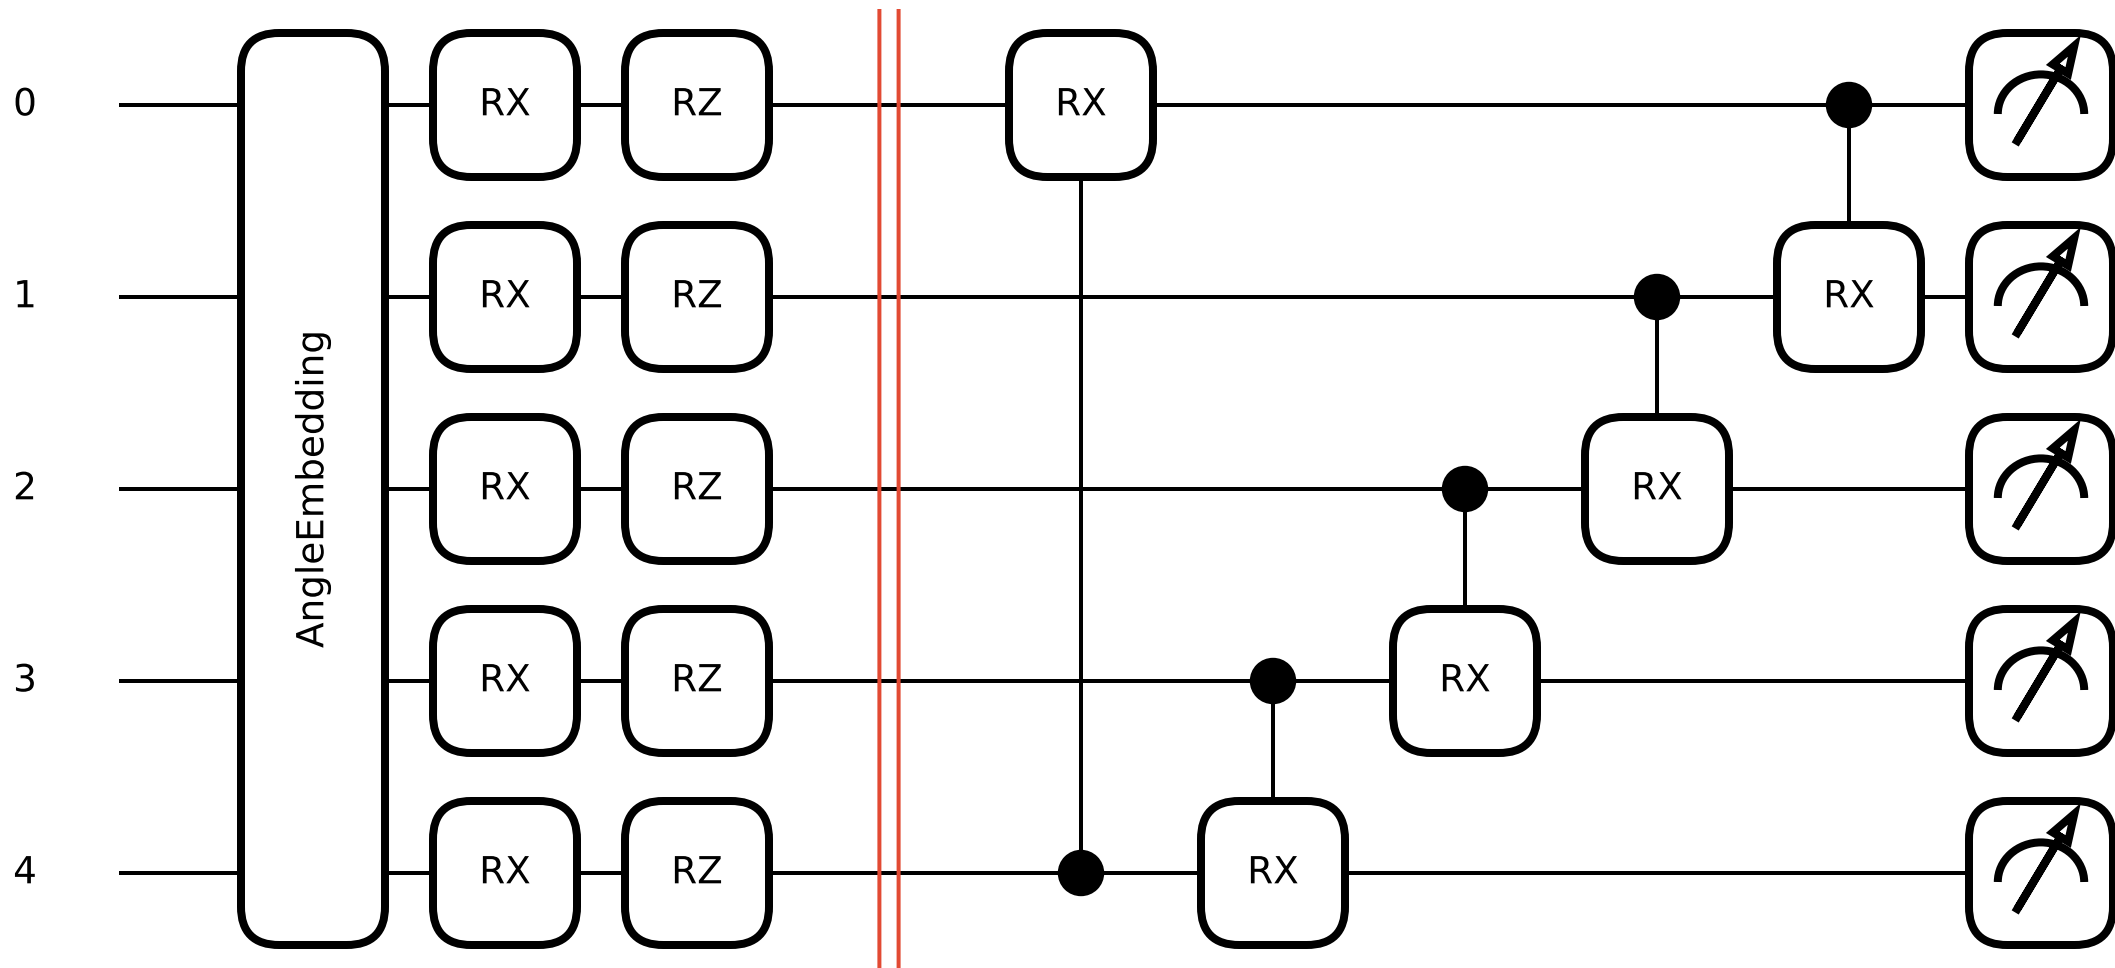 0 RX RZ RX
1 RX RZ RX
AngleEmbedding
2 RX RZ RX
3 RX RZ RX
4 RX RZ RX